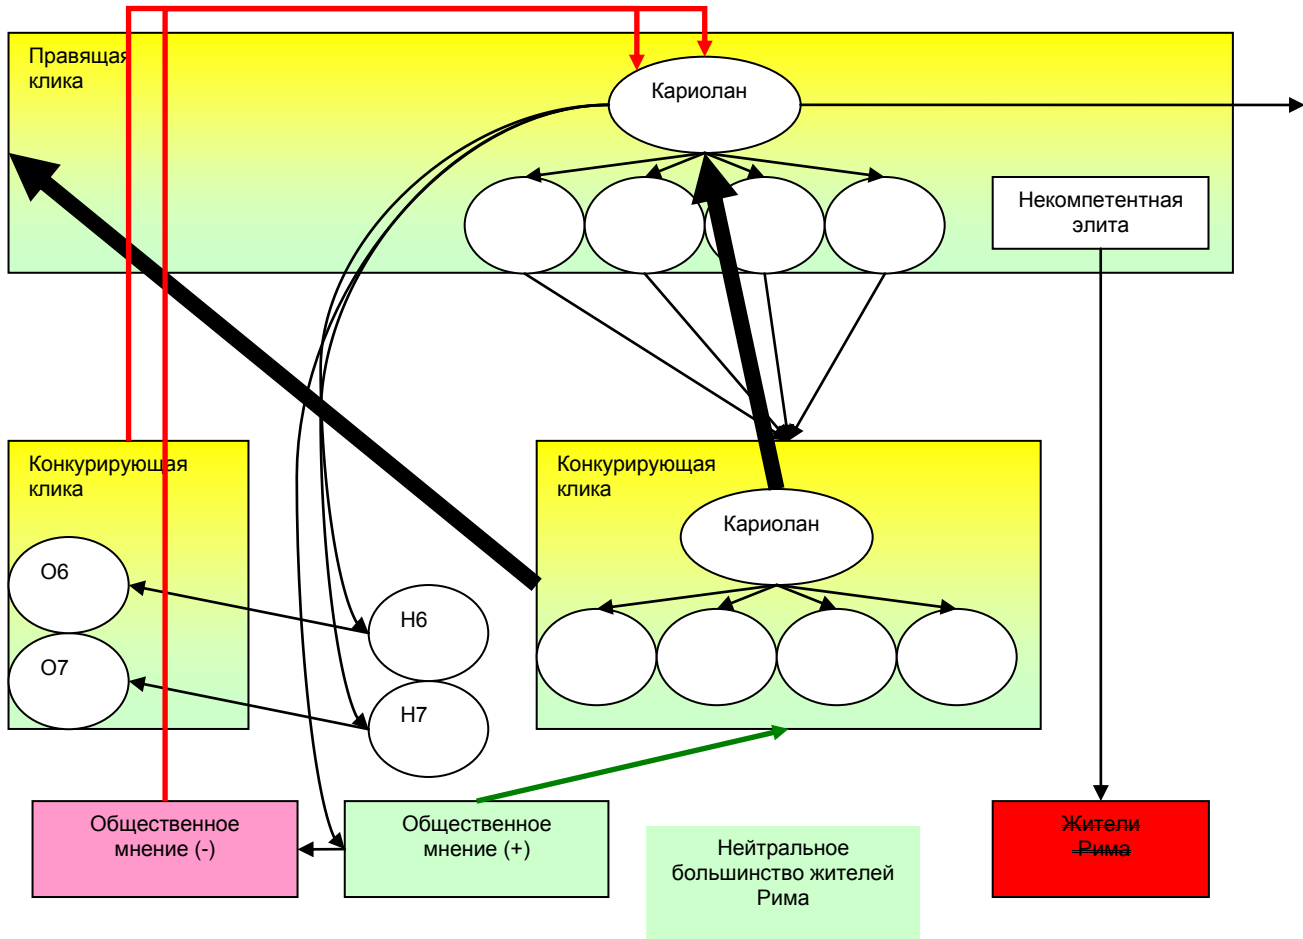 Правящая
клика
Кариолан
Некомпетентная
элита
Конкурирующая
клика
Конкурирующая
клика
Кариолан
О6
Н6
О7
Н7
Общественное
мнение (-)
Общественное
мнение (+)
Нейтральное
большинство жителей
Рима
Жители
Рима